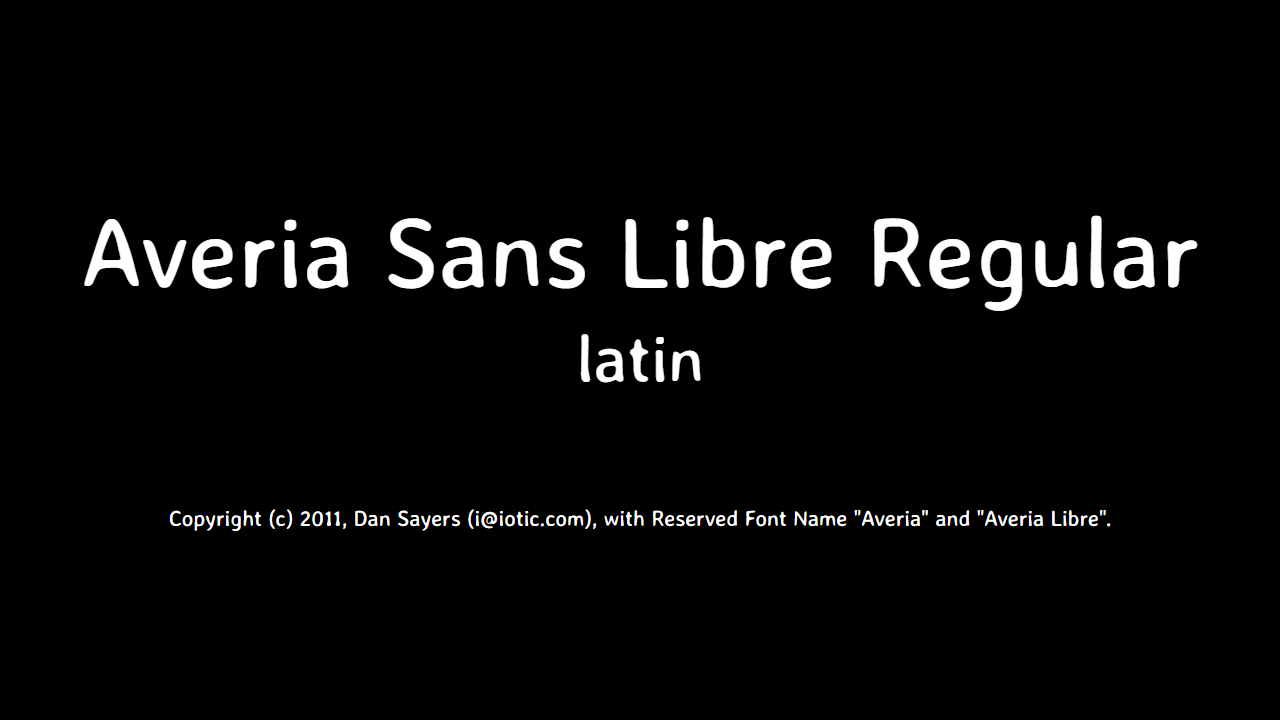 Averia Sans Libre Regular
latin
Copyright (c) 2011, Dan Sayers (i@iotic.com), with Reserved Font Name "Averia" and "Averia Libre".